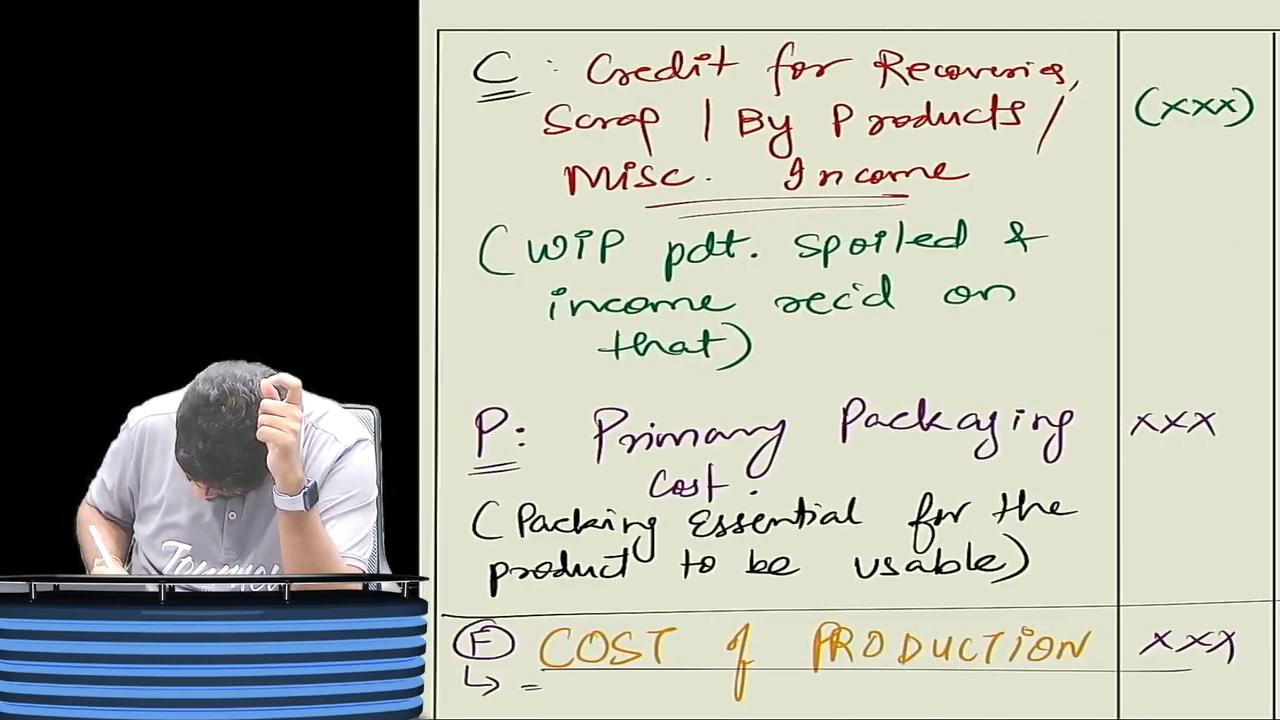 C : Credit for Recoveries, (xxx)
Scrap / By Products /
Misc. Income
(WIP pdt. spoiled &
income rec'd on
that)
P: Primary Packaging xxx
Cost.
(Packing Essential for the
product to be usable)
F COST of PRODUCTION xxx
↳ =